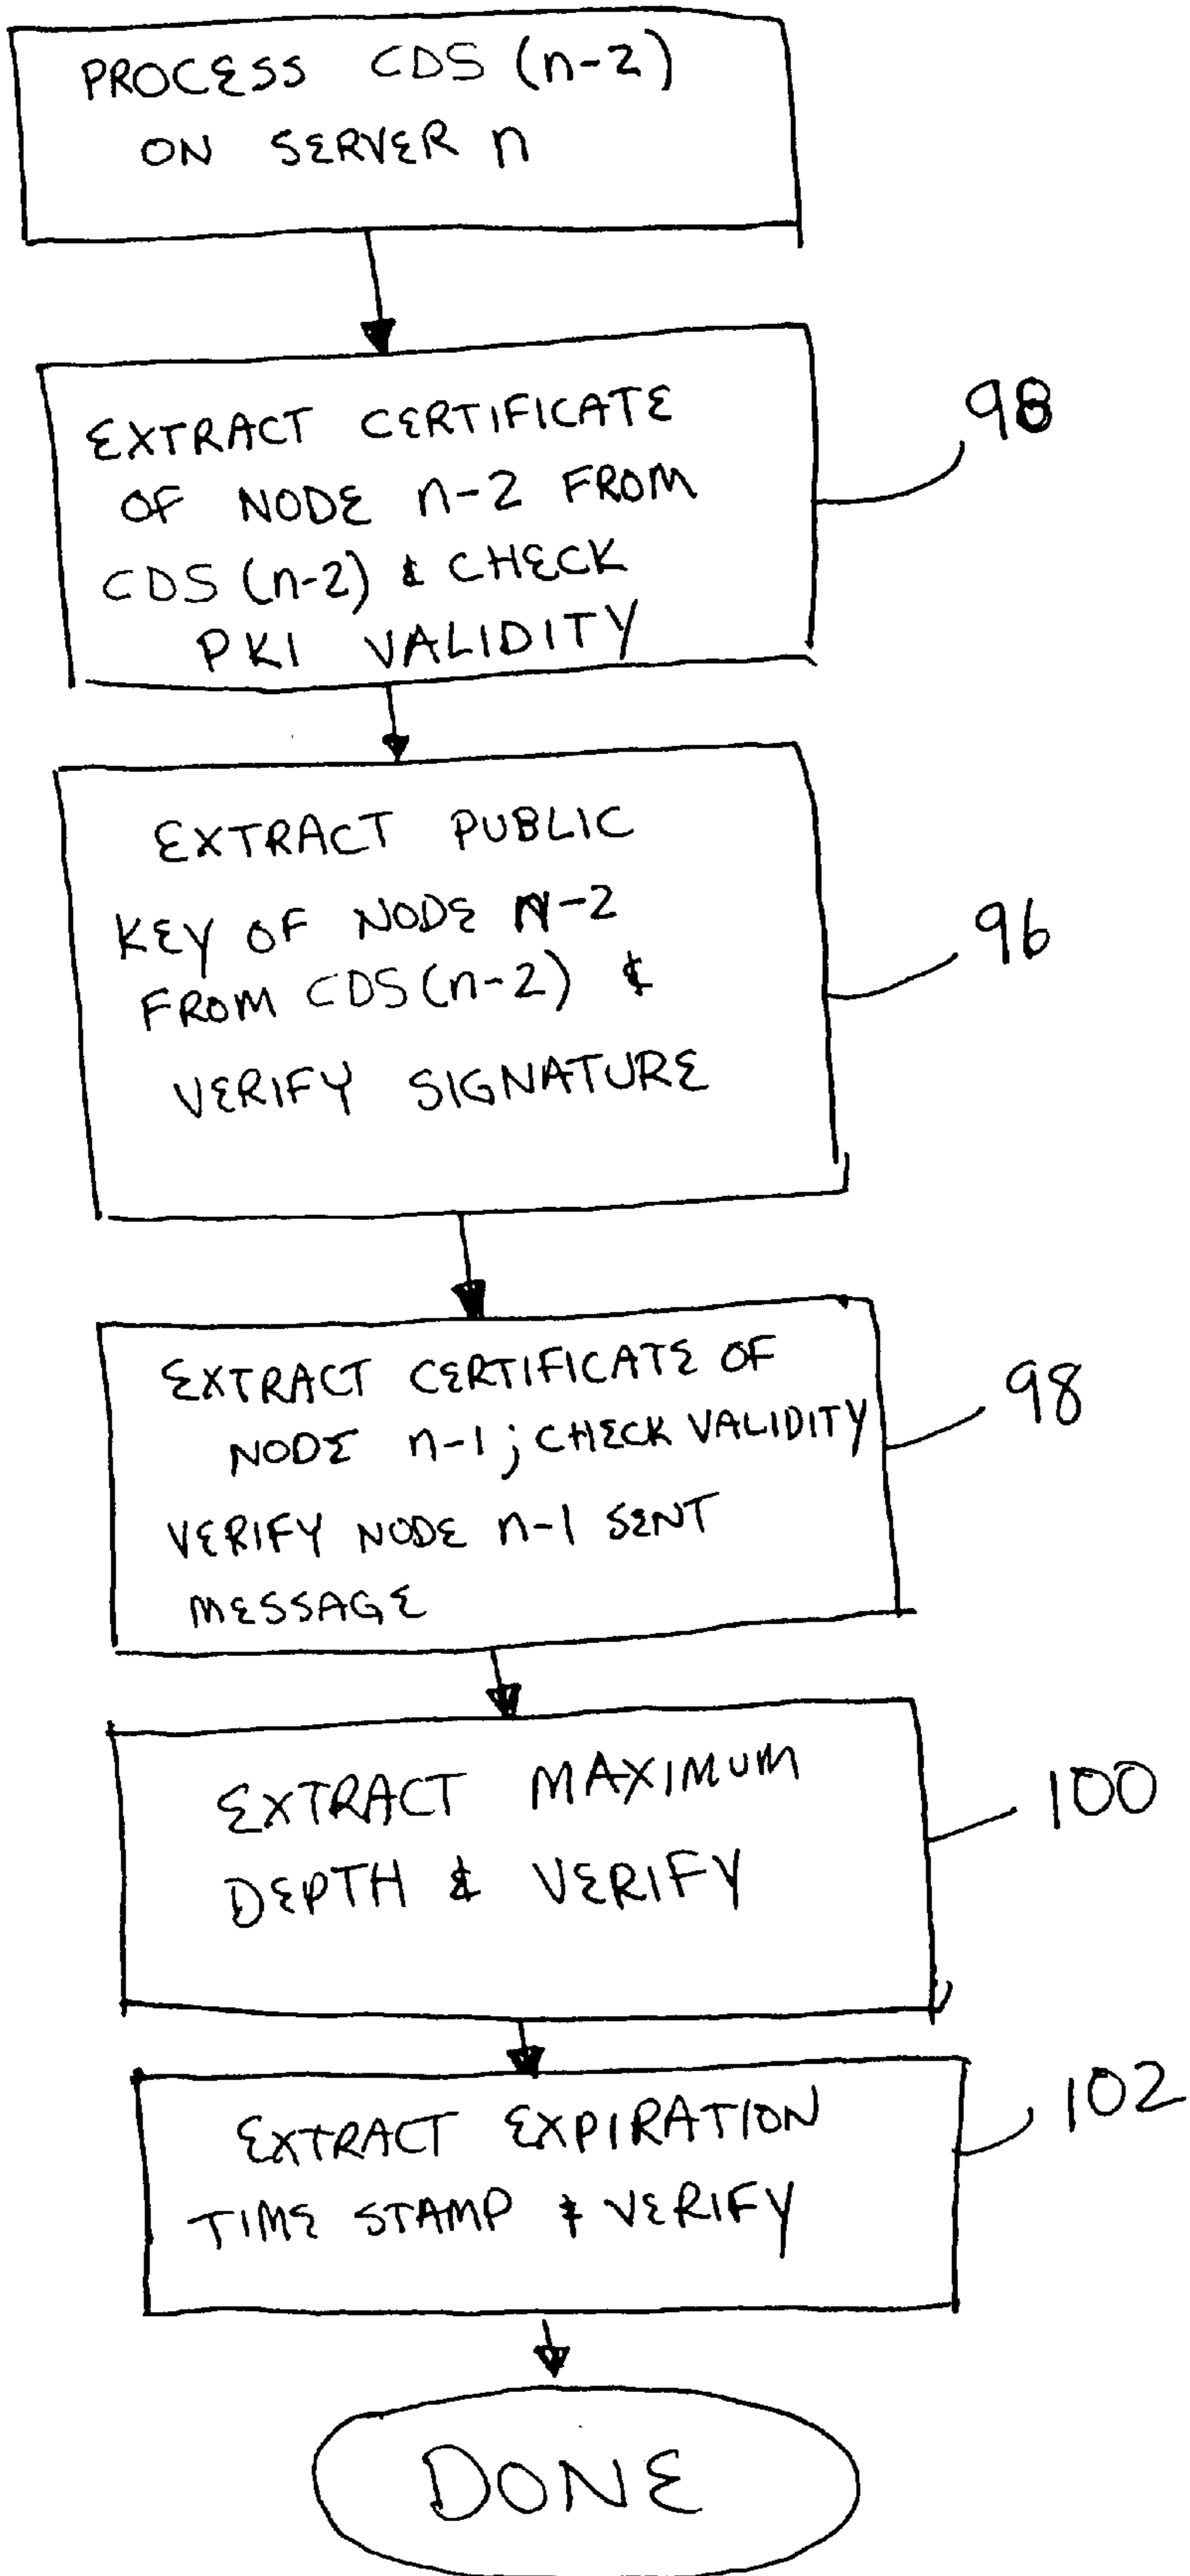 PROCESS CDS (n-2)
ON SERVER n
EXTRACT CERTIFICATE
OF NODE n-2 FROM
CDS (n-2) & CHECK
PKI VALIDITY
98
EXTRACT PUBLIC
KEY OF NODE N-2
FROM CDS(n-2) &
VERIFY SIGNATURE
96
EXTRACT CERTIFICATE OF
NODE n-1; CHECK VALIDITY
VERIFY NODE n-1 SENT
MESSAGE
98
EXTRACT MAXIMUM
DEPTH & VERIFY
100
EXTRACT EXPIRATION
TIME STAMP & VERIFY
102
DONE